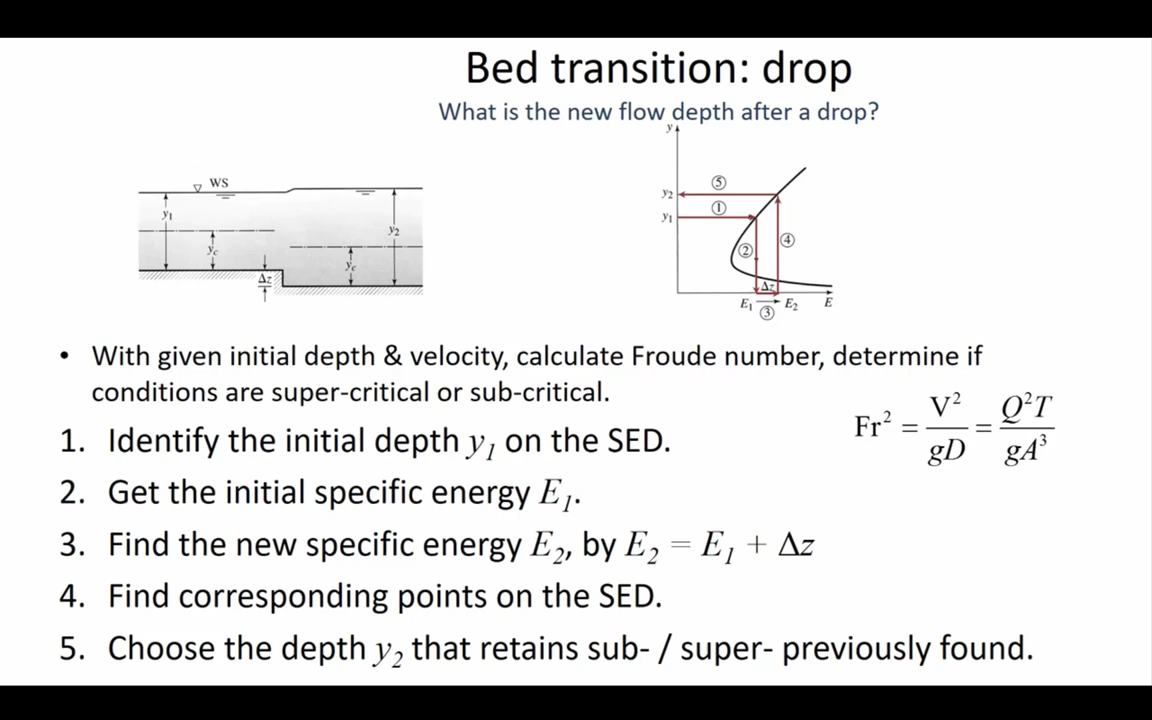 Bed transition: drop
What is the new flow depth after a drop?
WS
y₁
y_c
Δz
y_c
y₂
y
y₂
y₁
⑤
①
②
④
Δz
E₁
E₂
E
③
• With given initial depth & velocity, calculate Froude number, determine if
conditions are super-critical or sub-critical.
Fr² = V²/gD = Q²T/gA³
1. Identify the initial depth y₁ on the SED.
2. Get the initial specific energy E₁.
3. Find the new specific energy E₂, by E₂ = E₁ + Δz
4. Find corresponding points on the SED.
5. Choose the depth y₂ that retains sub- / super- previously found.